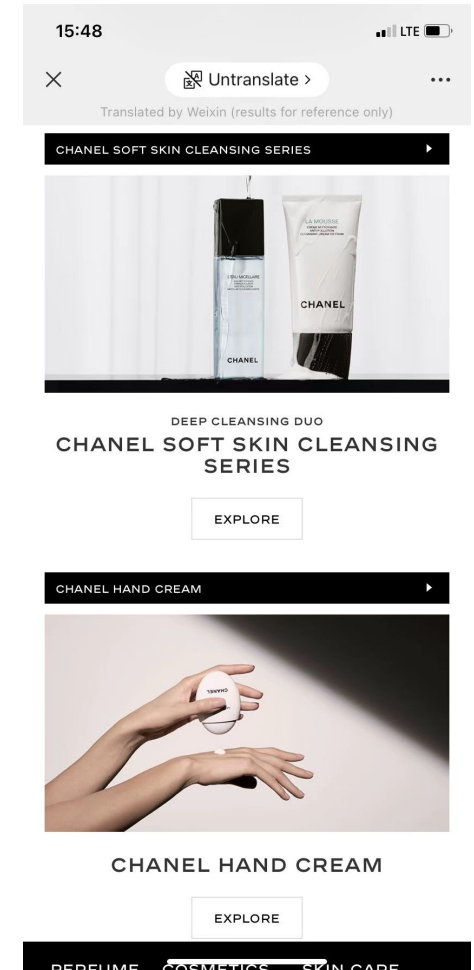 15:48
LTE
Untranslate >
Translated by Weixin (results for reference only)
CHANEL SOFT SKIN CLEANSING SERIES
L'EAU MICELLAIRE
LA MOUSSE
CHANEL
CHANEL
DEEP CLEANSING DUO
CHANEL SOFT SKIN CLEANSING
SERIES
EXPLORE
CHANEL HAND CREAM
CHANEL
CHANEL HAND CREAM
EXPLORE
PERFUME COSMETICS SKIN CARE